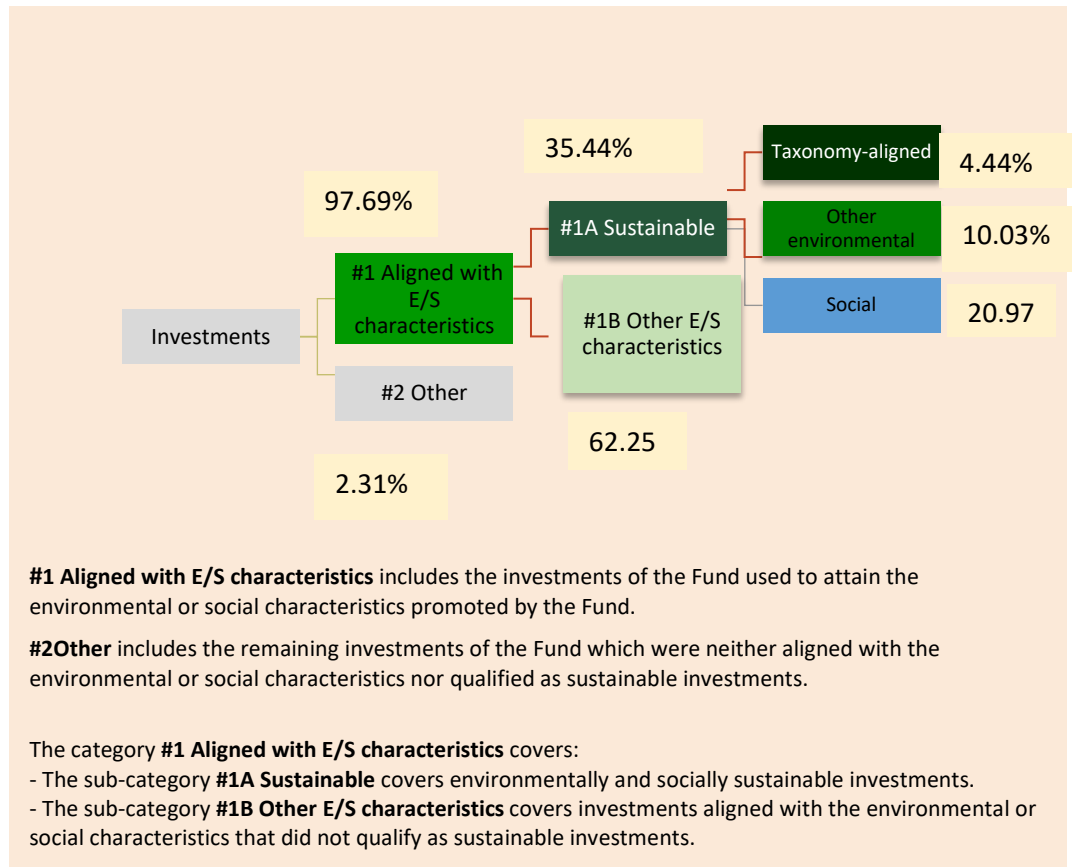 35.44%
Taxonomy-aligned
4.44%
97.69%
#1A Sustainable
Other
environmental
10.03%
#1 Aligned with
E/S
characteristics
Social
20.97
Investments
#1B Other E/S
characteristics
#2 Other
62.25
2.31%
#1 Aligned with E/S characteristics includes the investments of the Fund used to attain the
environmental or social characteristics promoted by the Fund.
#2Other includes the remaining investments of the Fund which were neither aligned with the
environmental or social characteristics nor qualified as sustainable investments.
The category #1 Aligned with E/S characteristics covers:
- The sub-category #1A Sustainable covers environmentally and socially sustainable investments.
- The sub-category #1B Other E/S characteristics covers investments aligned with the environmental or
social characteristics that did not qualify as sustainable investments.